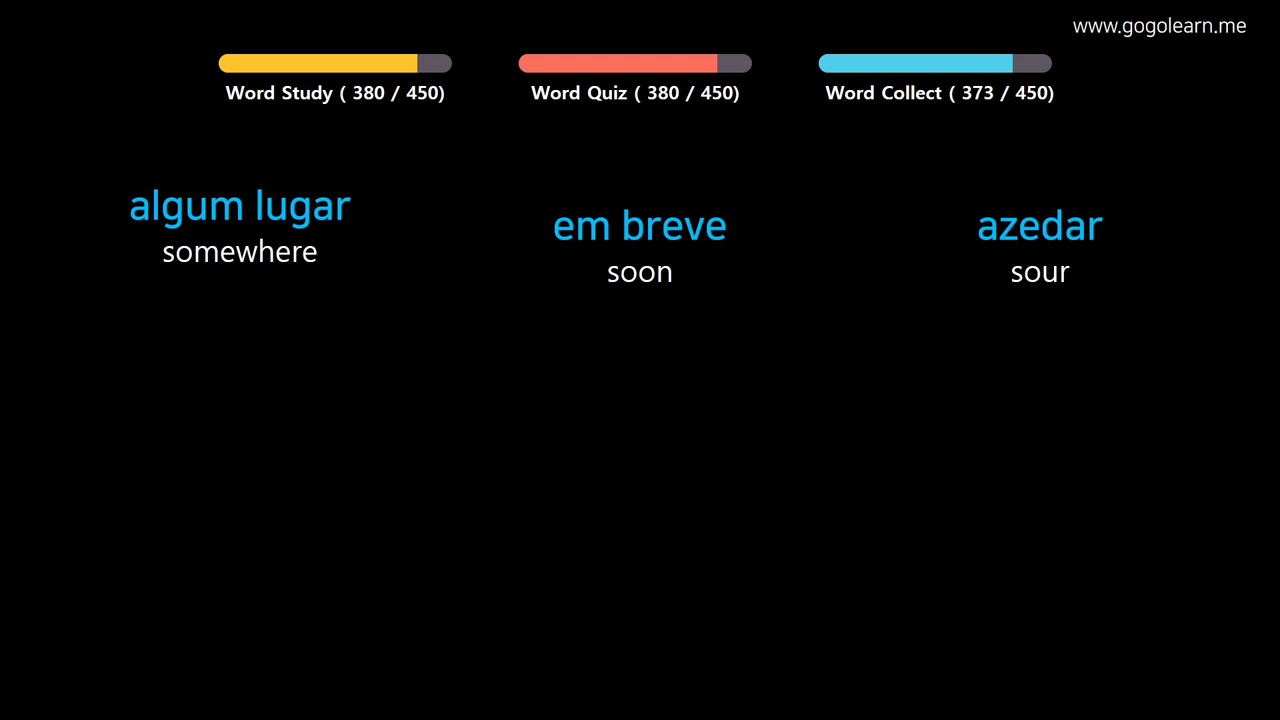 www.gogolearn.me
Word Study ( 380 / 450)
Word Quiz ( 380 / 450)
Word Collect ( 373 / 450)
algum lugar
somewhere
em breve
soon
azedar
sour